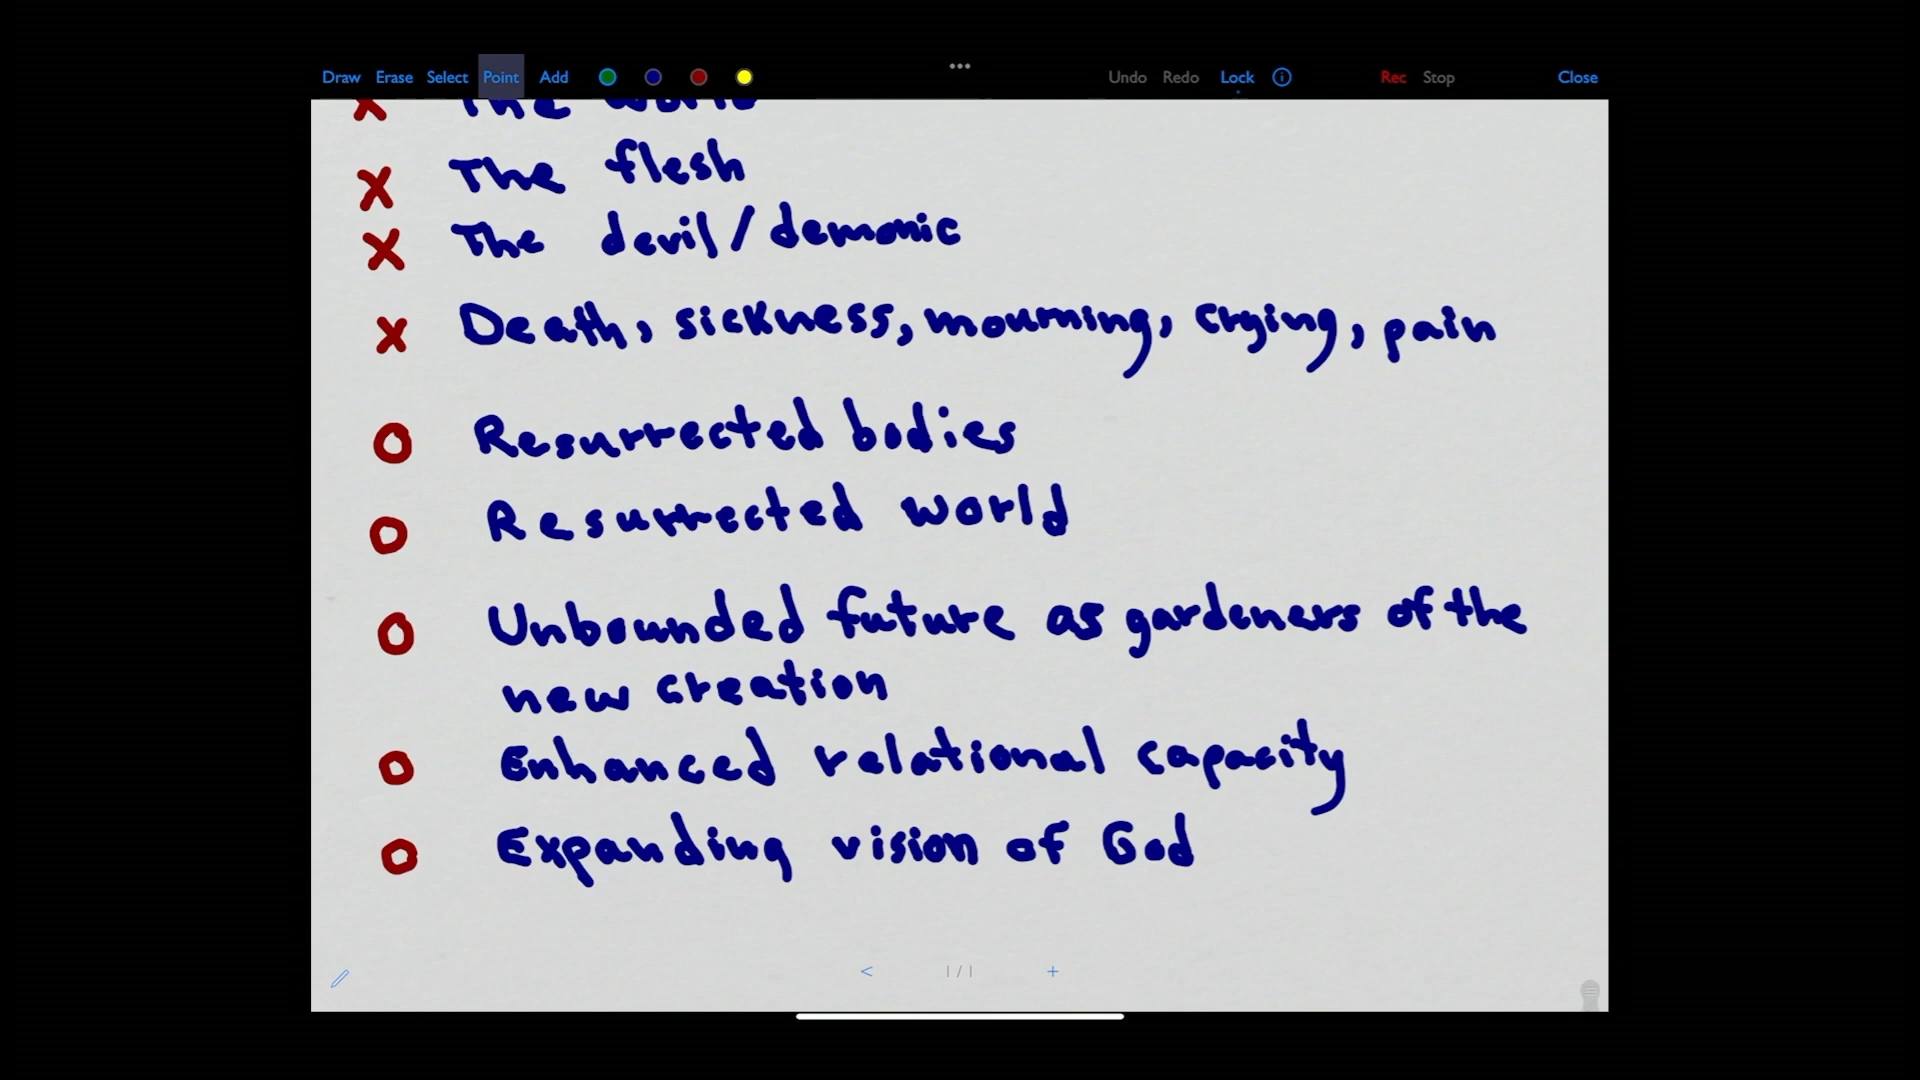 Draw Erase Select Point Add ... Undo Redo Lock Rec Stop Close
X The world
X The flesh
X The devil/demonic
X Death, sickness, mourning, crying, pain
O Resurrected bodies
O Resurrected world
O Unbounded future as gardeners of the
new creation
O Enhanced relational capacity
O Expanding vision of God
< 1/1 +